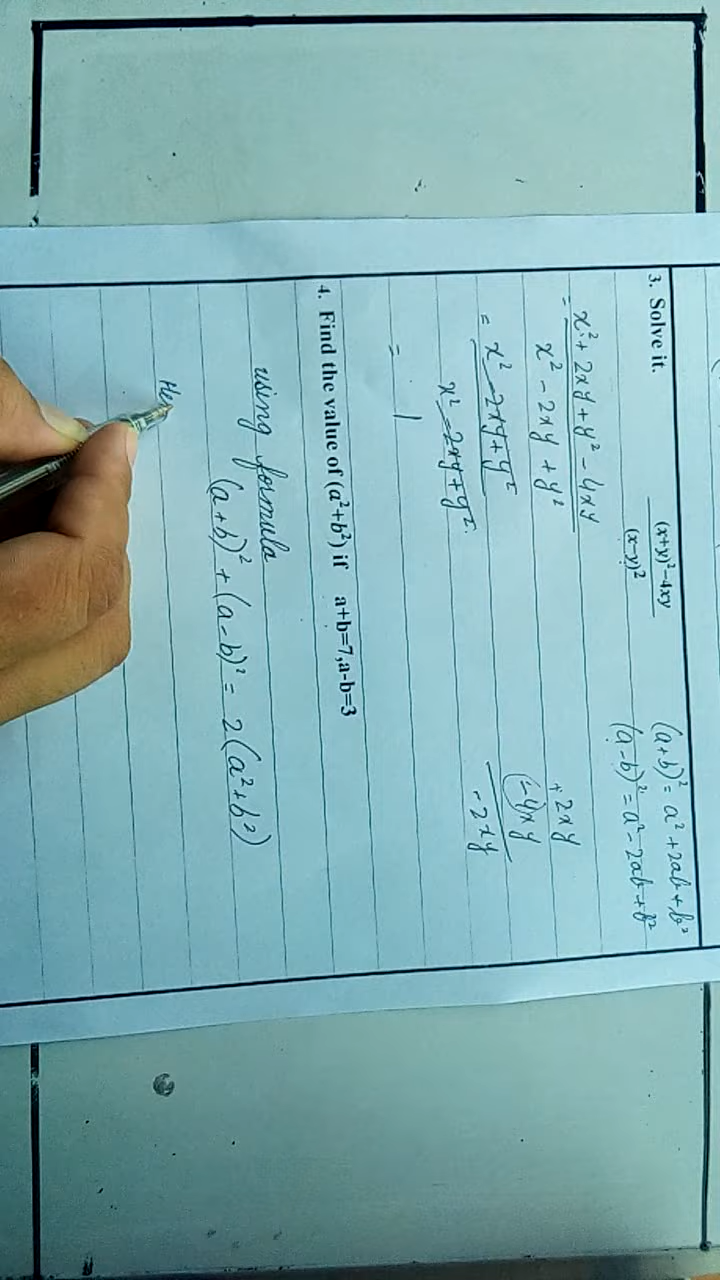 3. Solve it.
(x+y)²-4xy
(x-y)²
(a+b)² = a² + 2ab + b²
(a-b)² = a² - 2ab + b²
= x² + 2xy + y² - 4xy
x² - 2xy + y²
+2xy
(-4)xy
-2xy
= x² - 2xy + y²
x² - 2xy + y²
= 1
4. Find the value of (a²+b²) if a+b=7,a-b=3
using formula
(a+b)² + (a-b)² = 2(a²+b²)